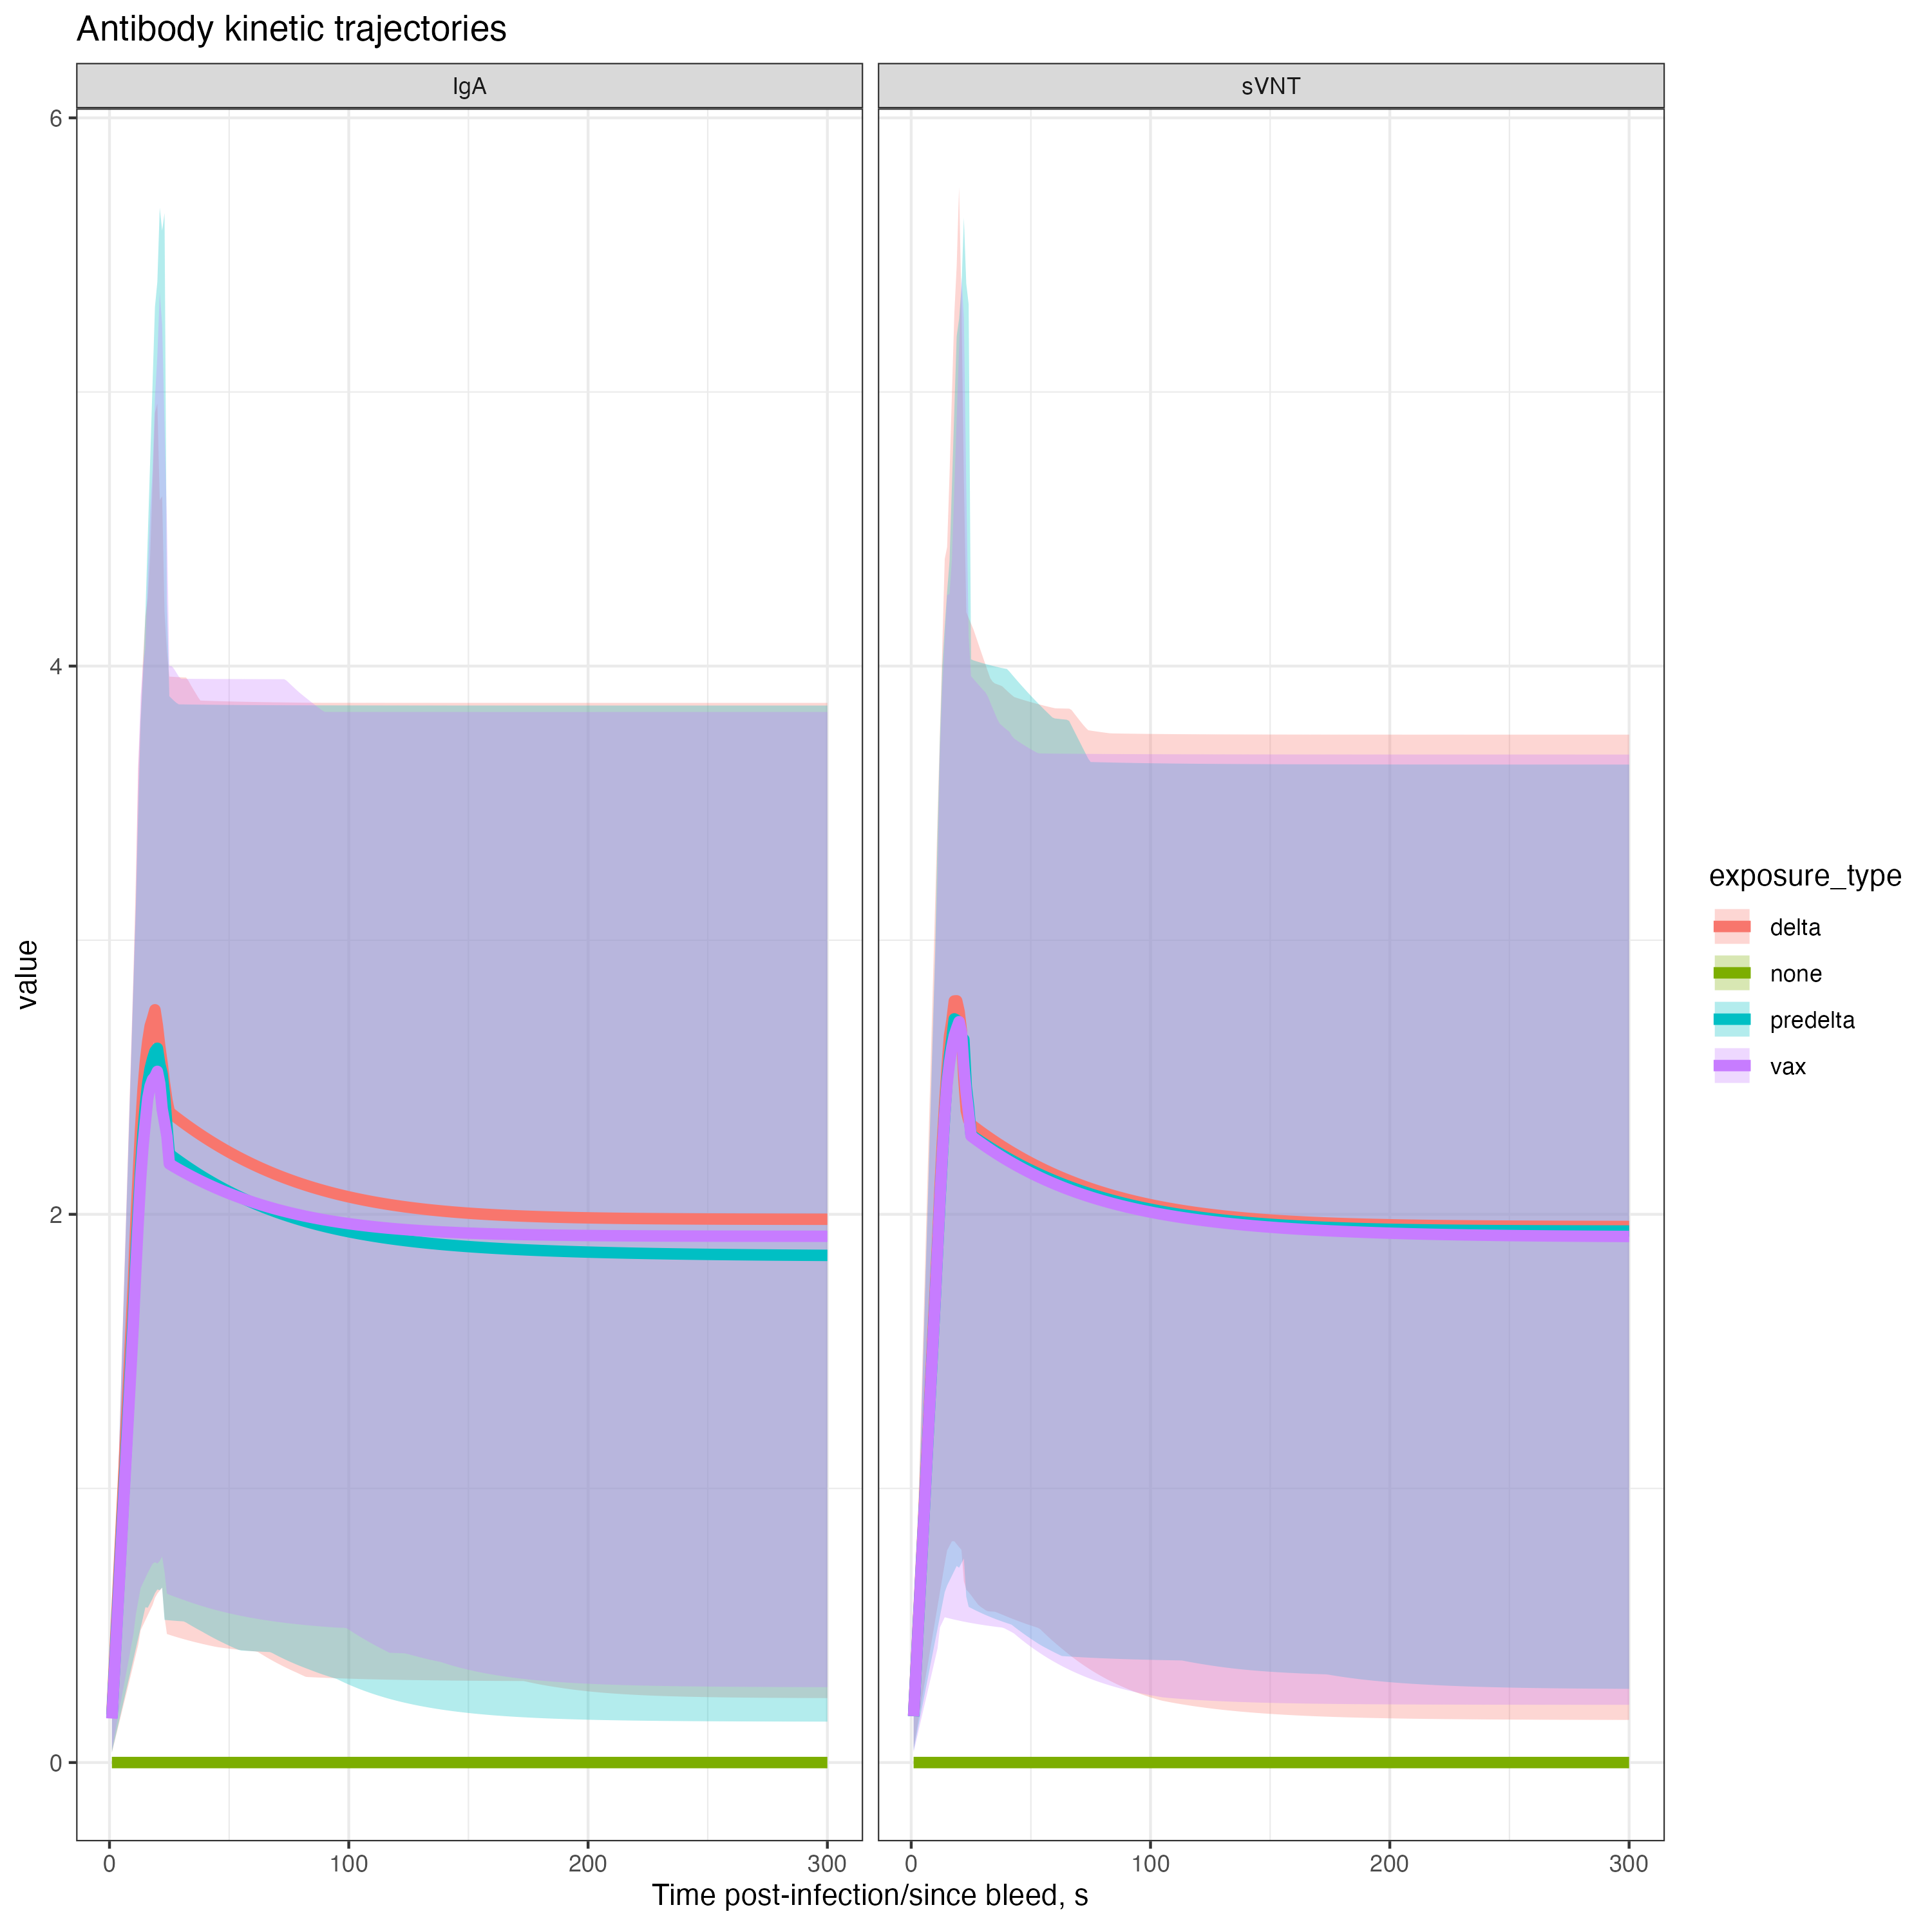 Antibody kinetic trajectories
IgA
sVNT
6
4
2
0
value
0
100
200
300
0
100
200
300
Time post-infection/since bleed, s
exposure_type
delta
none
predelta
vax